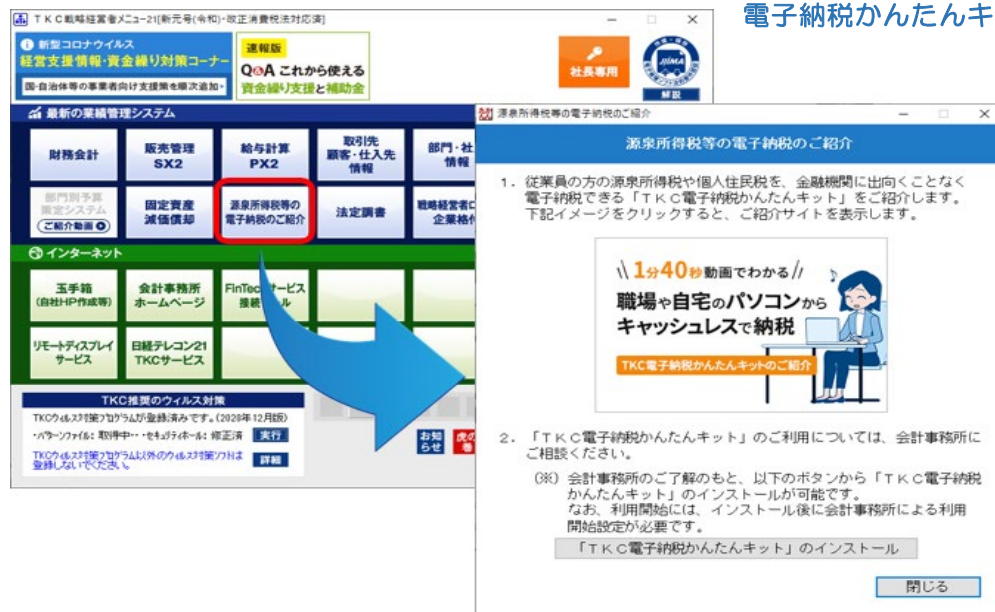 電子納税かんたんキ
TKC戦略経営者メニュー21[新元号(令和)・改正消費税法対応済]
新型コロナウイルス
経営支援情報・資金繰り対策コーナー
国・自治体等の事業者向け支援策を順次追加
速報版
Q&A これから使える
資金繰り支援と補助金
社長専用
JIIMA
解説
最新の業績管理システム
財務会計
販売管理
SX2
給与計算
PX2
取引先
顧客・仕入先
情報
部門・社
情報
部門別予算
策定システム
ご紹介動画
固定資産
減価償却
源泉所得税等の
電子納税のご紹介
法定調書
戦略経営者ロ
企業格付
インターネット
玉手箱
(自社HP作成等)
会計事務所
ホームページ
リモートディスプレイ
サービス
日経テレコン21
TKCサービス
TKC推奨のウィルス対策
TKCウィルス対策プログラムが登録済みです。(2020年12月版)
・パターンファイル:取得中・・・セキュリティホール:修正済
実行
TKCウィルス対策プログラム以外のウィルス対策ソフトは
登録しないでください。
詳細
お知
らせ
虎の
巻
源泉所得税等の電子納税のご紹介
源泉所得税等の電子納税のご紹介
1.従業員の方の源泉所得税や個人住民税を、金融機関に出向くことなく
電子納税できる「TKC電子納税かんたんキット」をご紹介します。
下記イメージをクリックすると、ご紹介サイトを表示します。
\\ 1分40秒動画でわかる //
職場や自宅のパソコンから
キャッシュレスで納税
TKC電子納税かんたんキットのご紹介
2.「TKC電子納税かんたんキット」のご利用については、会計事務所に
ご相談ください。
(※)会計事務所のご了解のもと、以下のボタンから「TKC電子納税
かんたんキット」のインストールが可能です。
なお、利用開始には、インストール後に会計事務所による利用
開始設定が必要です。
「TKC電子納税かんたんキット」のインストール
閉じる